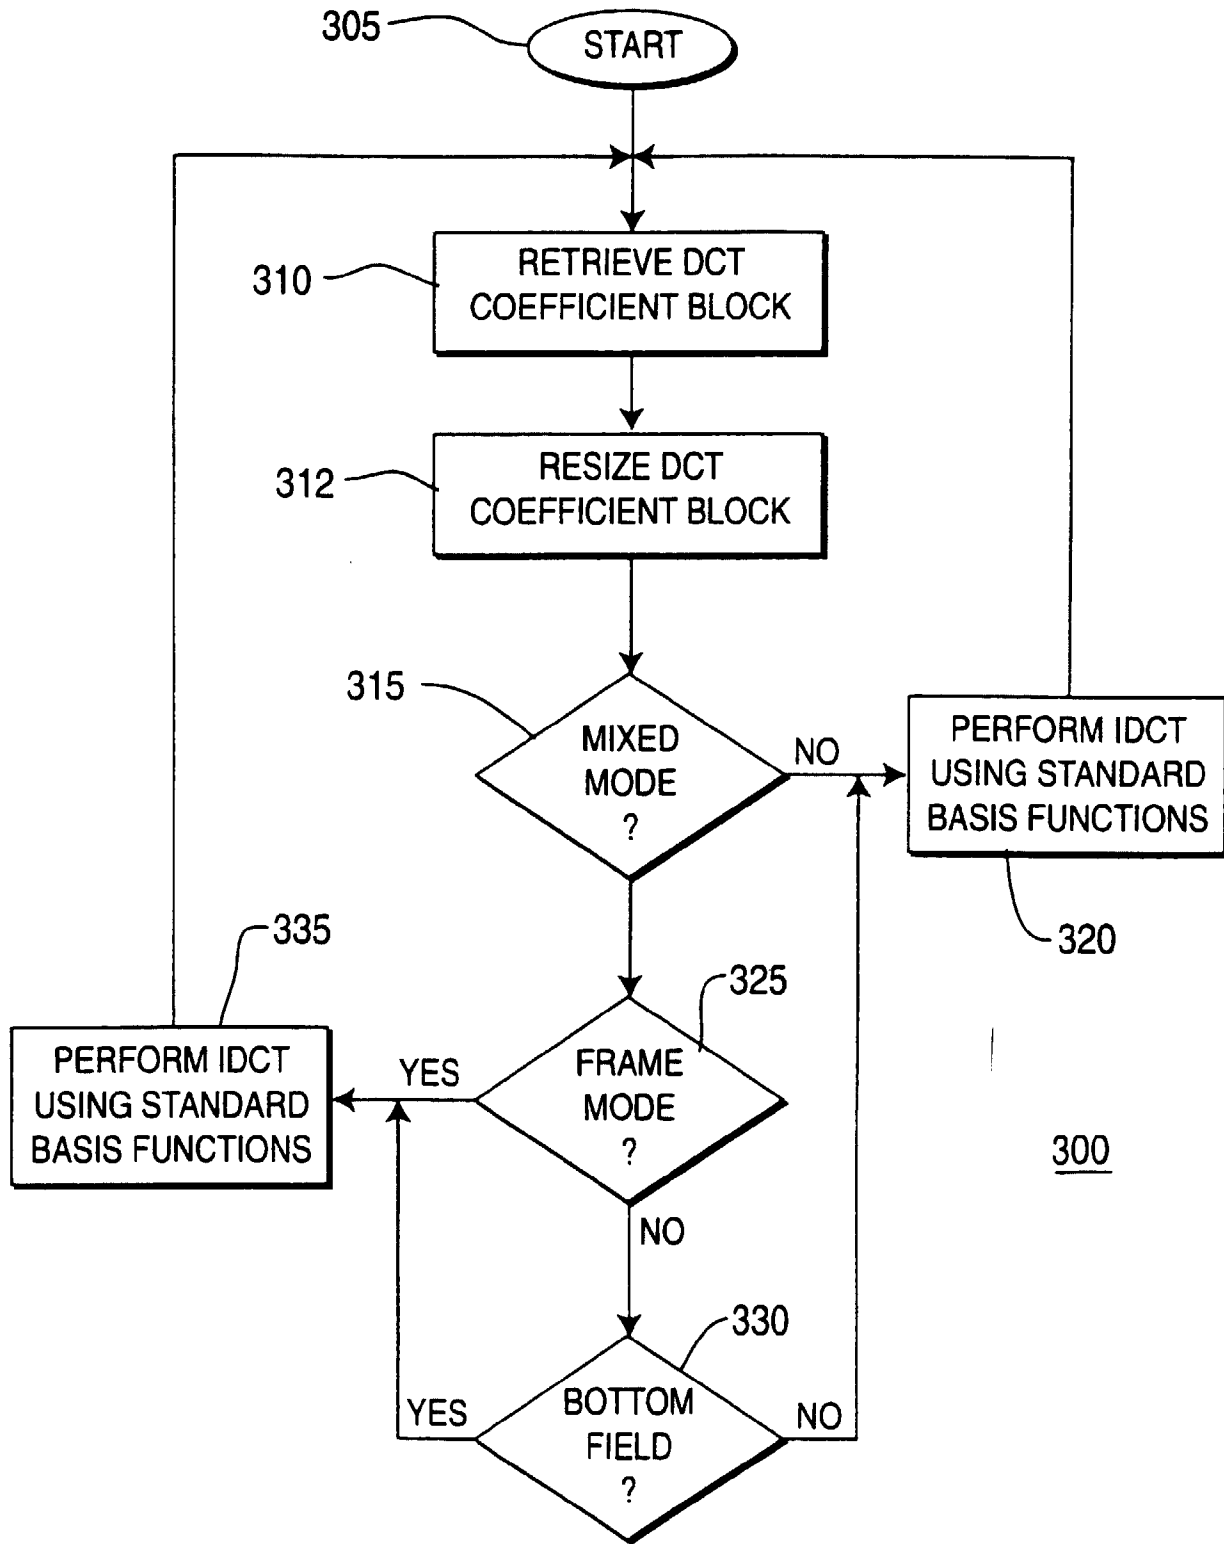 305
START
310
RETRIEVE DCT
COEFFICIENT BLOCK
312
RESIZE DCT
COEFFICIENT BLOCK
315
MIXED
MODE
?
NO
PERFORM IDCT
USING STANDARD
BASIS FUNCTIONS
320
335
PERFORM IDCT
USING STANDARD
BASIS FUNCTIONS
YES
325
FRAME
MODE
?
NO
300
330
YES
BOTTOM
FIELD
?
NO